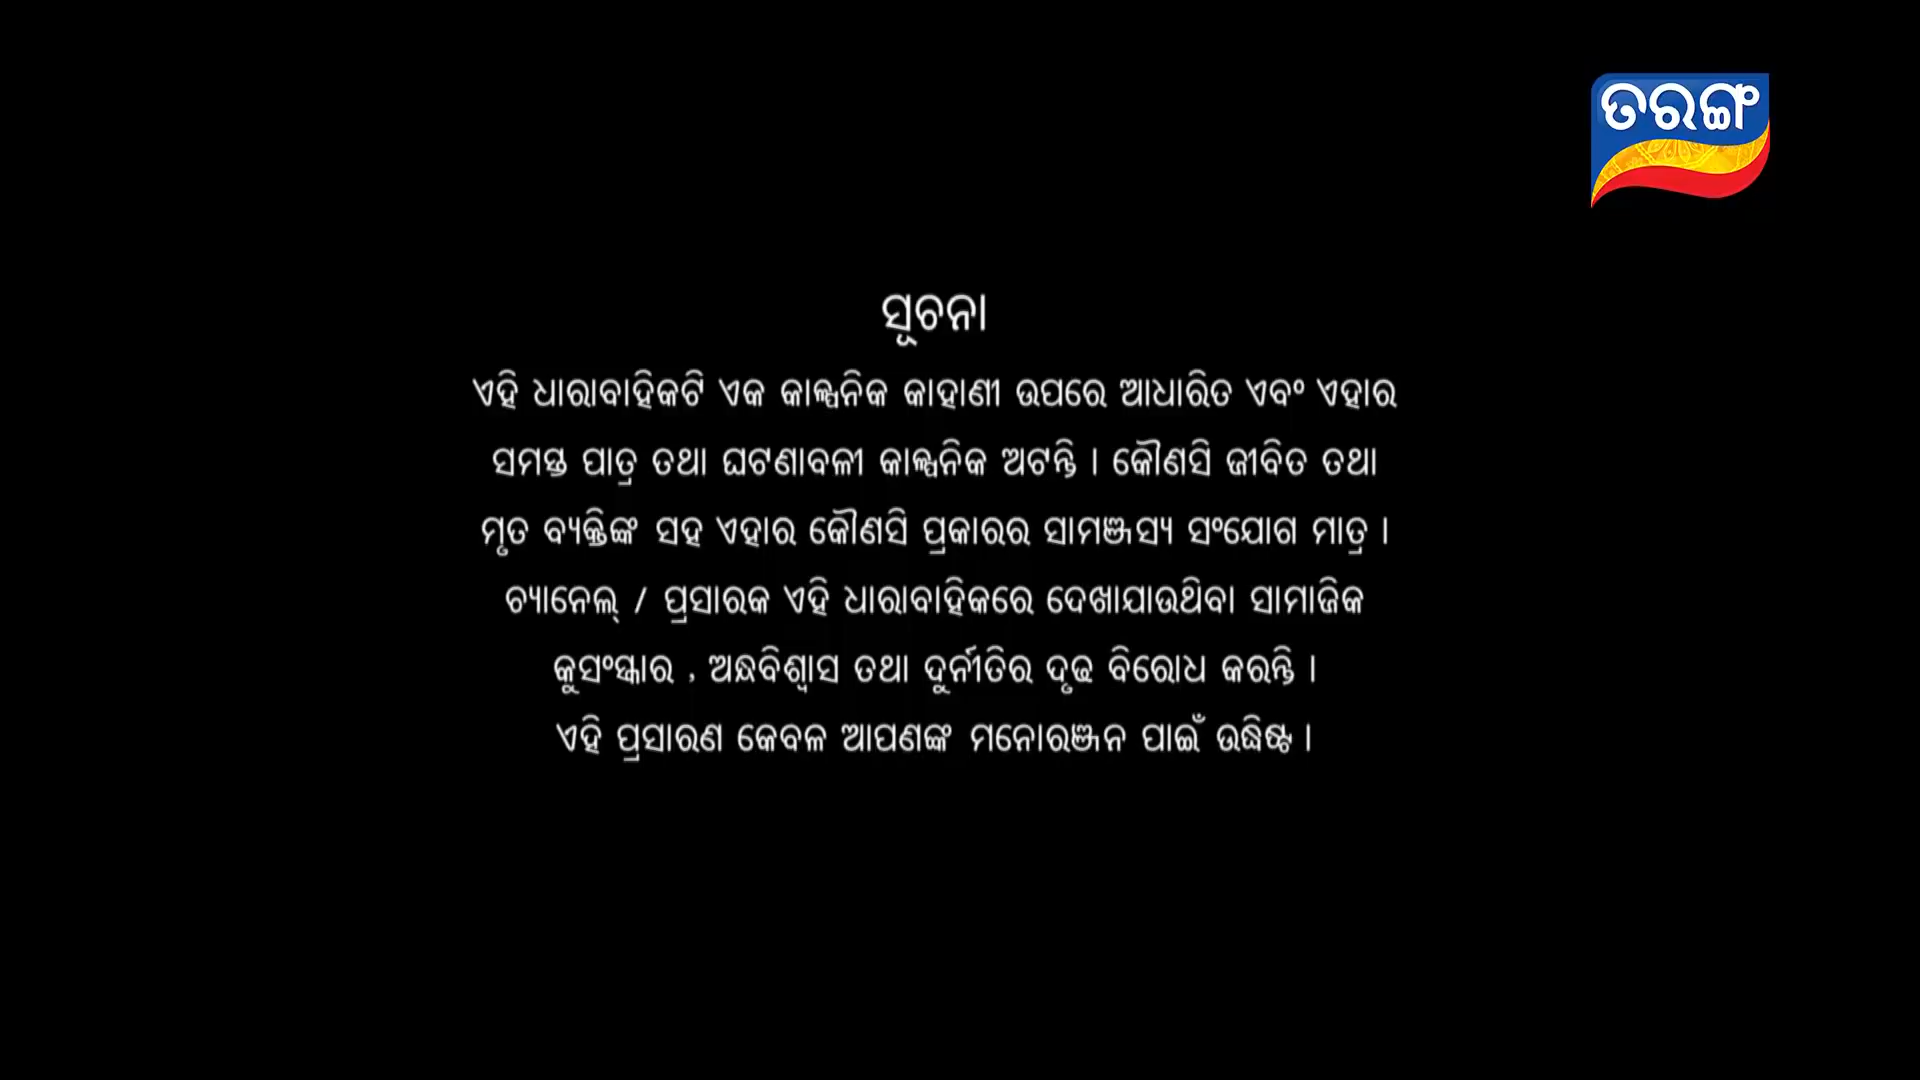 ତରଙ୍ଗ
ସୂଚନା
ଏହି ଧାରାବାହିକଟି ଏକ କାଳ୍ପନିକ କାହାଣୀ ଉପରେ ଆଧାରିତ ଏବଂ ଏହାର
ସମସ୍ତ ପାତ୍ର ତଥା ଘଟଣାବଳୀ କାଳ୍ପନିକ ଅଟନ୍ତି । କୌଣସି ଜୀବିତ ତଥା
ମୃତ ବ୍ୟକ୍ତିଙ୍କ ସହ ଏହାର କୌଣସି ପ୍ରକାରର ସାମଞ୍ଜସ୍ୟ ସଂଯୋଗ ମାତ୍ର ।
ଚ୍ୟାନେଲ୍ / ପ୍ରସାରକ ଏହି ଧାରାବାହିକରେ ଦେଖାଯାଉଥିବା ସାମାଜିକ
କୁସଂସ୍କାର , ଅନ୍ଧବିଶ୍ୱାସ ତଥା ଦୁର୍ନୀତିର ଦୃଢ ବିରୋଧ କରନ୍ତି ।
ଏହି ପ୍ରସାରଣ କେବଳ ଆପଣଙ୍କ ମନୋରଞ୍ଜନ ପାଇଁ ଉଦ୍ଧିଷ୍ଟ ।